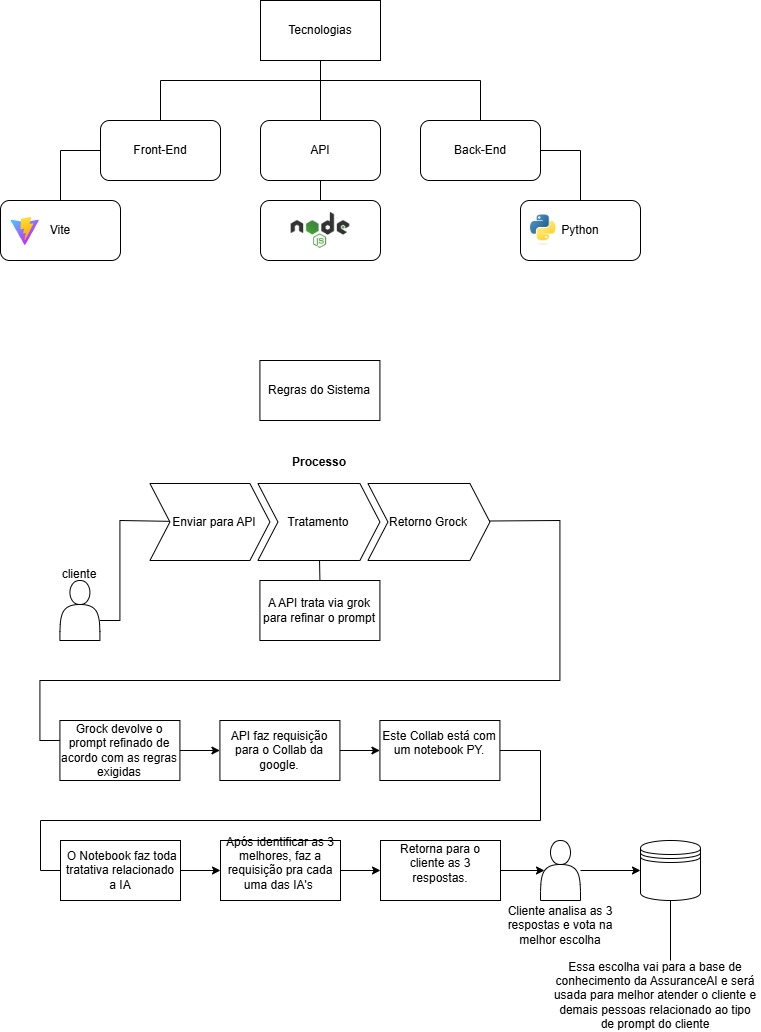 Tecnologias
Front-End
API
Back-End
Vite
node
JS
Python
Regras do Sistema
Processo
Enviar para API
Tratamento
Retorno Grock
cliente
A API trata via grok
para refinar o prompt
Grock devolve o
prompt refinado de
acordo com as regras
exigidas
API faz requisição
para o Collab da
google.
Este Collab está com
um notebook PY.
O Notebook faz toda
tratativa relacionado
a IA
Após identificar as 3
melhores, faz a
requisição pra cada
uma das IA's
Retorna para o
cliente as 3
respostas.
Cliente analisa as 3
respostas e vota na
melhor escolha
Essa escolha vai para a base de
conhecimento da AssuranceAI e será
usada para melhor atender o cliente e
demais pessoas relacionado ao tipo
de prompt do cliente